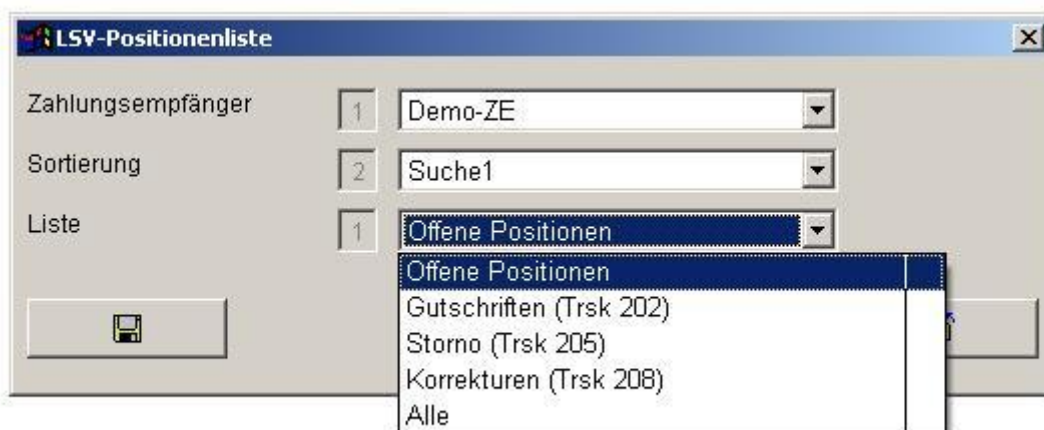 LSV-Positionenliste
Zahlungsempfänger 1 Demo-ZE
Sortierung 2 Suche1
Liste 1 Offene Positionen
Offene Positionen
Gutschriften (Trsk 202)
Storno (Trsk 205)
Korrekturen (Trsk 208)
Alle